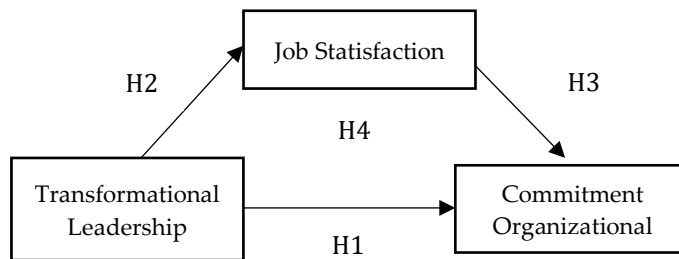 Job Statisfaction
H2
H3
H4
Transformational
Leadership
Commitment
Organizational
H1